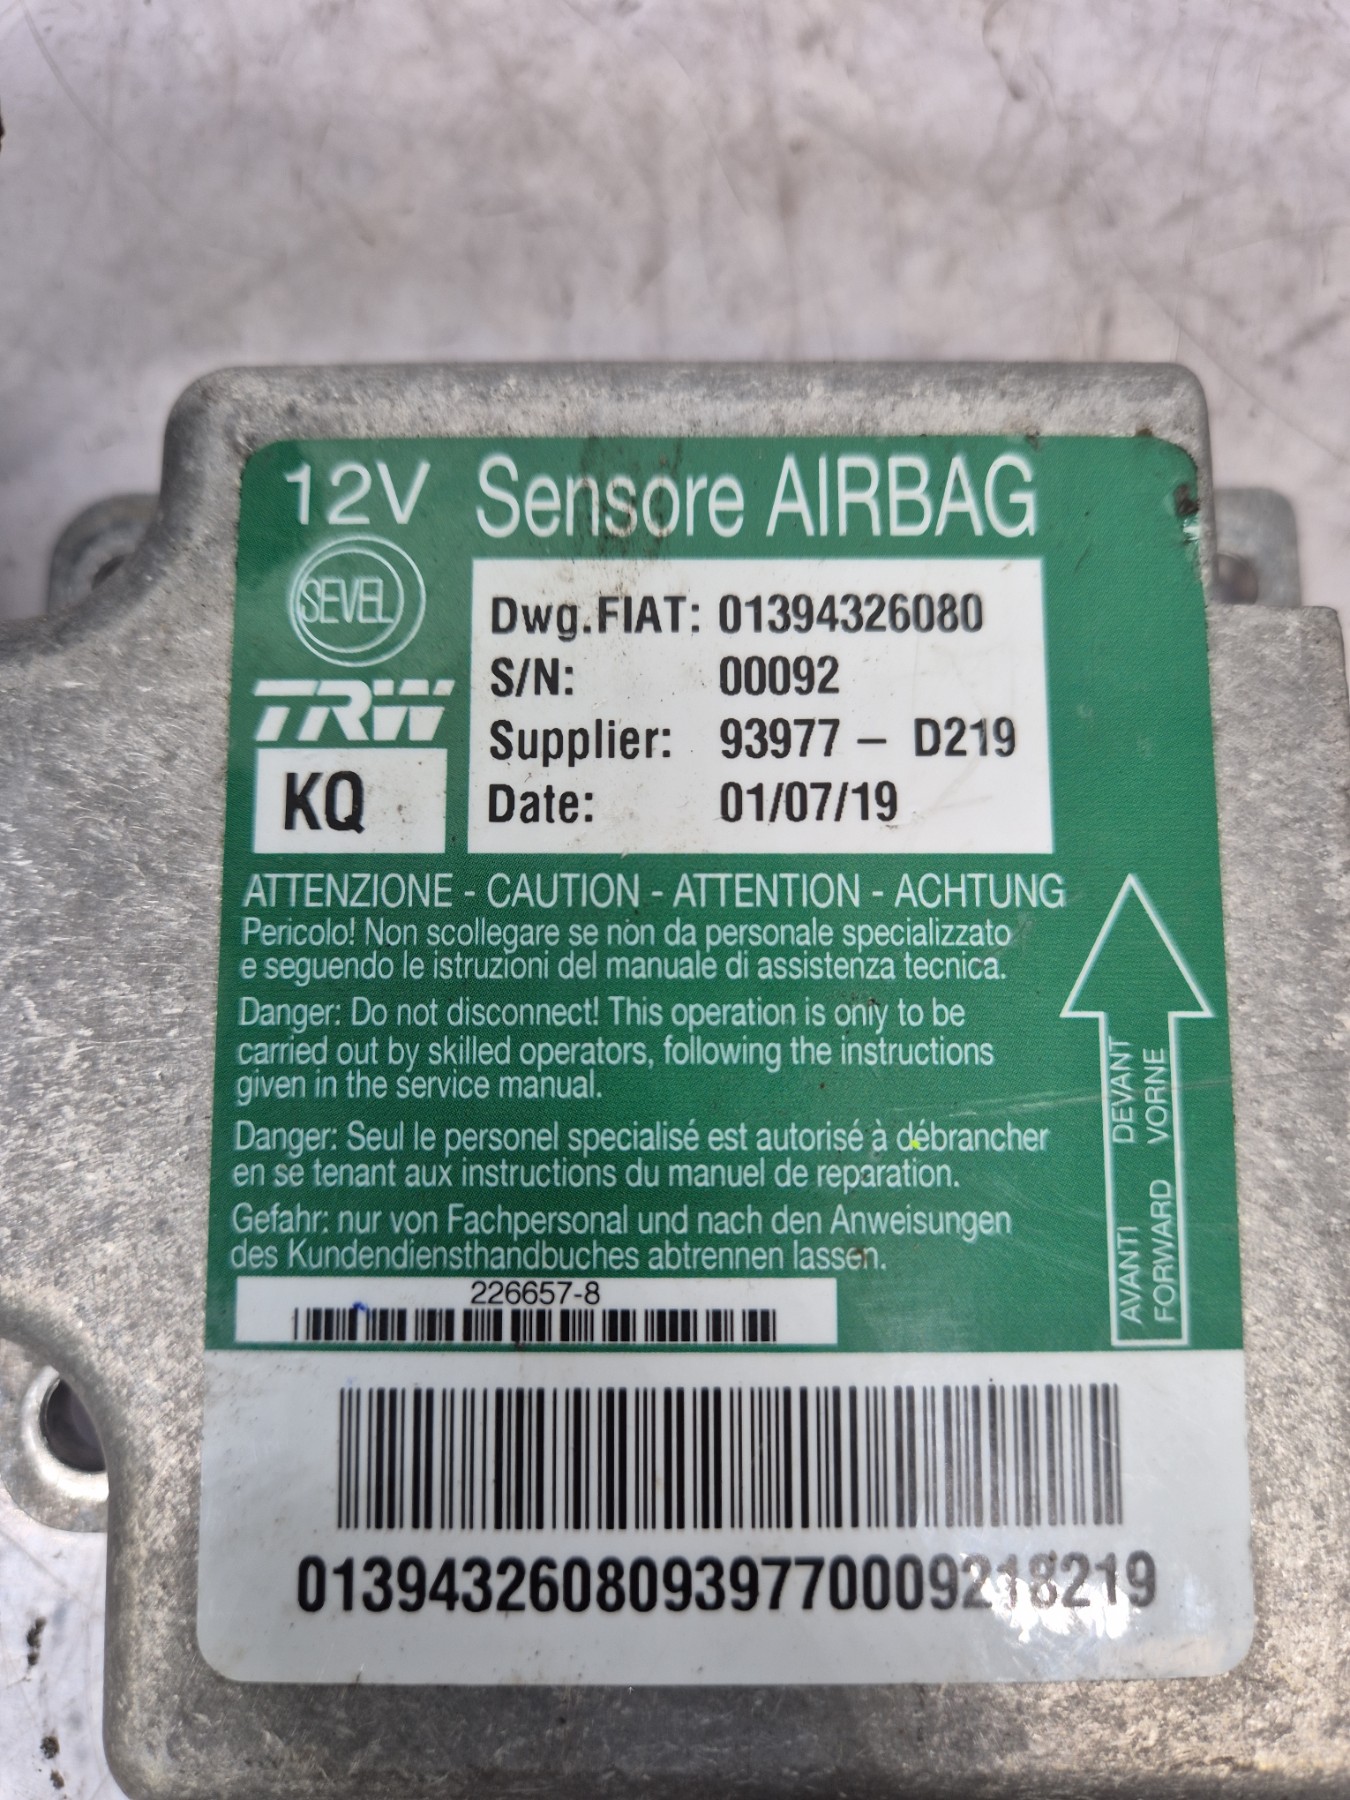 12V Sensore AIRBAG
SEVEL
TRW
KQ
Dwg.FIAT: 01394326080
S/N: 00092
Supplier: 93977 – D219
Date: 01/07/19
ATTENZIONE - CAUTION - ATTENTION - ACHTUNG
Pericolo! Non scollegare se non da personale specializzato
e seguendo le istruzioni del manuale di assistenza tecnica.
Danger: Do not disconnect! This operation is only to be
carried out by skilled operators, following the instructions
given in the service manual.
Danger: Seul le personel specialisé est autorisé à débrancher
en se tenant aux instructions du manuel de reparation.
Gefahr: nur von Fachpersonal und nach den Anweisungen
des Kundendiensthandbuches abtrennen lassen.
AVANTI DEVANT
FORWARD VORNE
226657-8
01394326080939770009218219